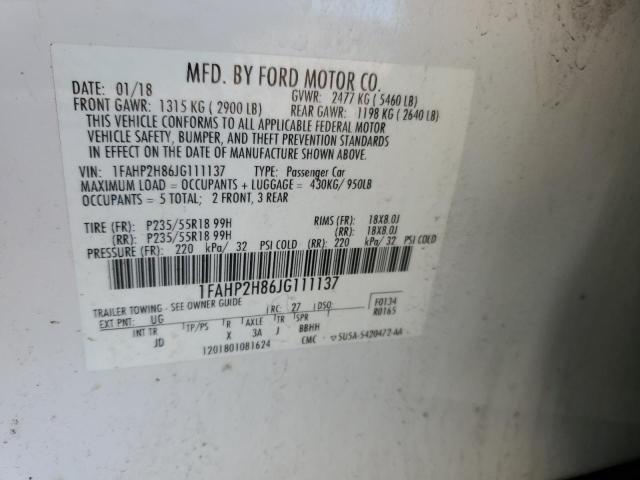 MFD. BY FORD MOTOR CO.
DATE: 01/18 GVWR: 2477 KG ( 5460 LB)
FRONT GAWR: 1315 KG ( 2900 LB) REAR GAWR: 1198 KG ( 2640 LB)
THIS VEHICLE CONFORMS TO ALL APPLICABLE FEDERAL MOTOR
VEHICLE SAFETY, BUMPER, AND THEFT PREVENTION STANDARDS
IN EFFECT ON THE DATE OF MANUFACTURE SHOWN ABOVE.
VIN: 1FAHP2H86JG111137 TYPE: Passenger Car
MAXIMUM LOAD = OCCUPANTS + LUGGAGE = 430KG/ 950LB
OCCUPANTS = 5 TOTAL; 2 FRONT, 3 REAR
TIRE (FR): P235/55R18 99H RIMS (FR): 18X8.0J
(RR): P235/55R18 99H (RR): 18X8.0J
PRESSURE (FR): 220 kPa/ 32 PSI COLD (RR): 220 kPa/ 32 PSI COLD
1FAHP2H86JG111137
TRAILER TOWING - SEE OWNER GUIDE
EXT PNT: UG RC: 27 DSO: F0134
R0165
INT TR TP/PS R AXLE TR SPR
JD X 3A J BBHH
1201801081624 CMC 5U5A-5420472-AA